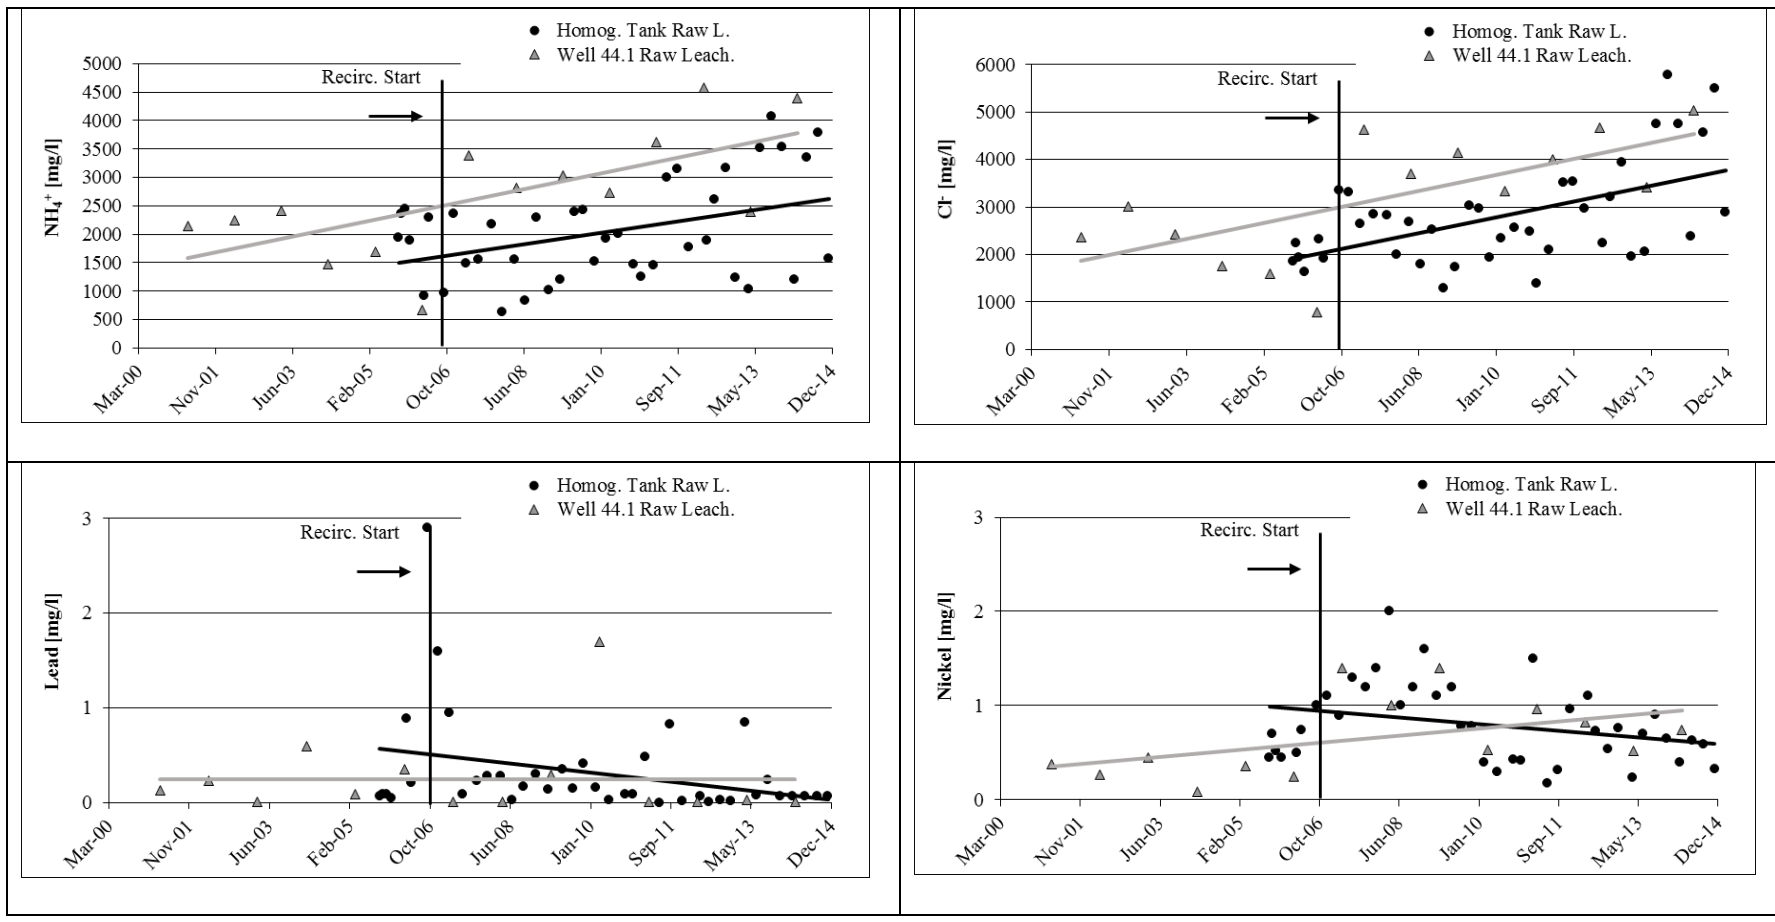 Homog. Tank Raw L.
Well 44.1 Raw Leach.
Recirc. Start
NH₄⁺ [mg/l]
5000
4500
4000
3500
3000
2500
2000
1500
1000
500
0
Mar-00 Nov-01 Jun-03 Feb-05 Oct-06 Jun-08 Jan-10 Sep-11 May-13 Dec-14
Homog. Tank Raw L.
Well 44.1 Raw Leach.
Recirc. Start
Cl⁻ [mg/l]
6000
5000
4000
3000
2000
1000
0
Mar-00 Nov-01 Jun-03 Feb-05 Oct-06 Jun-08 Jan-10 Sep-11 May-13 Dec-14
Homog. Tank Raw L.
Well 44.1 Raw Leach.
Recirc. Start
Lead [mg/l]
3
2
1
0
Mar-00 Nov-01 Jun-03 Feb-05 Oct-06 Jun-08 Jan-10 Sep-11 May-13 Dec-14
Homog. Tank Raw L.
Well 44.1 Raw Leach.
Recirc. Start
Nickel [mg/l]
3
2
1
0
Mar-00 Nov-01 Jun-03 Feb-05 Oct-06 Jun-08 Jan-10 Sep-11 May-13 Dec-14